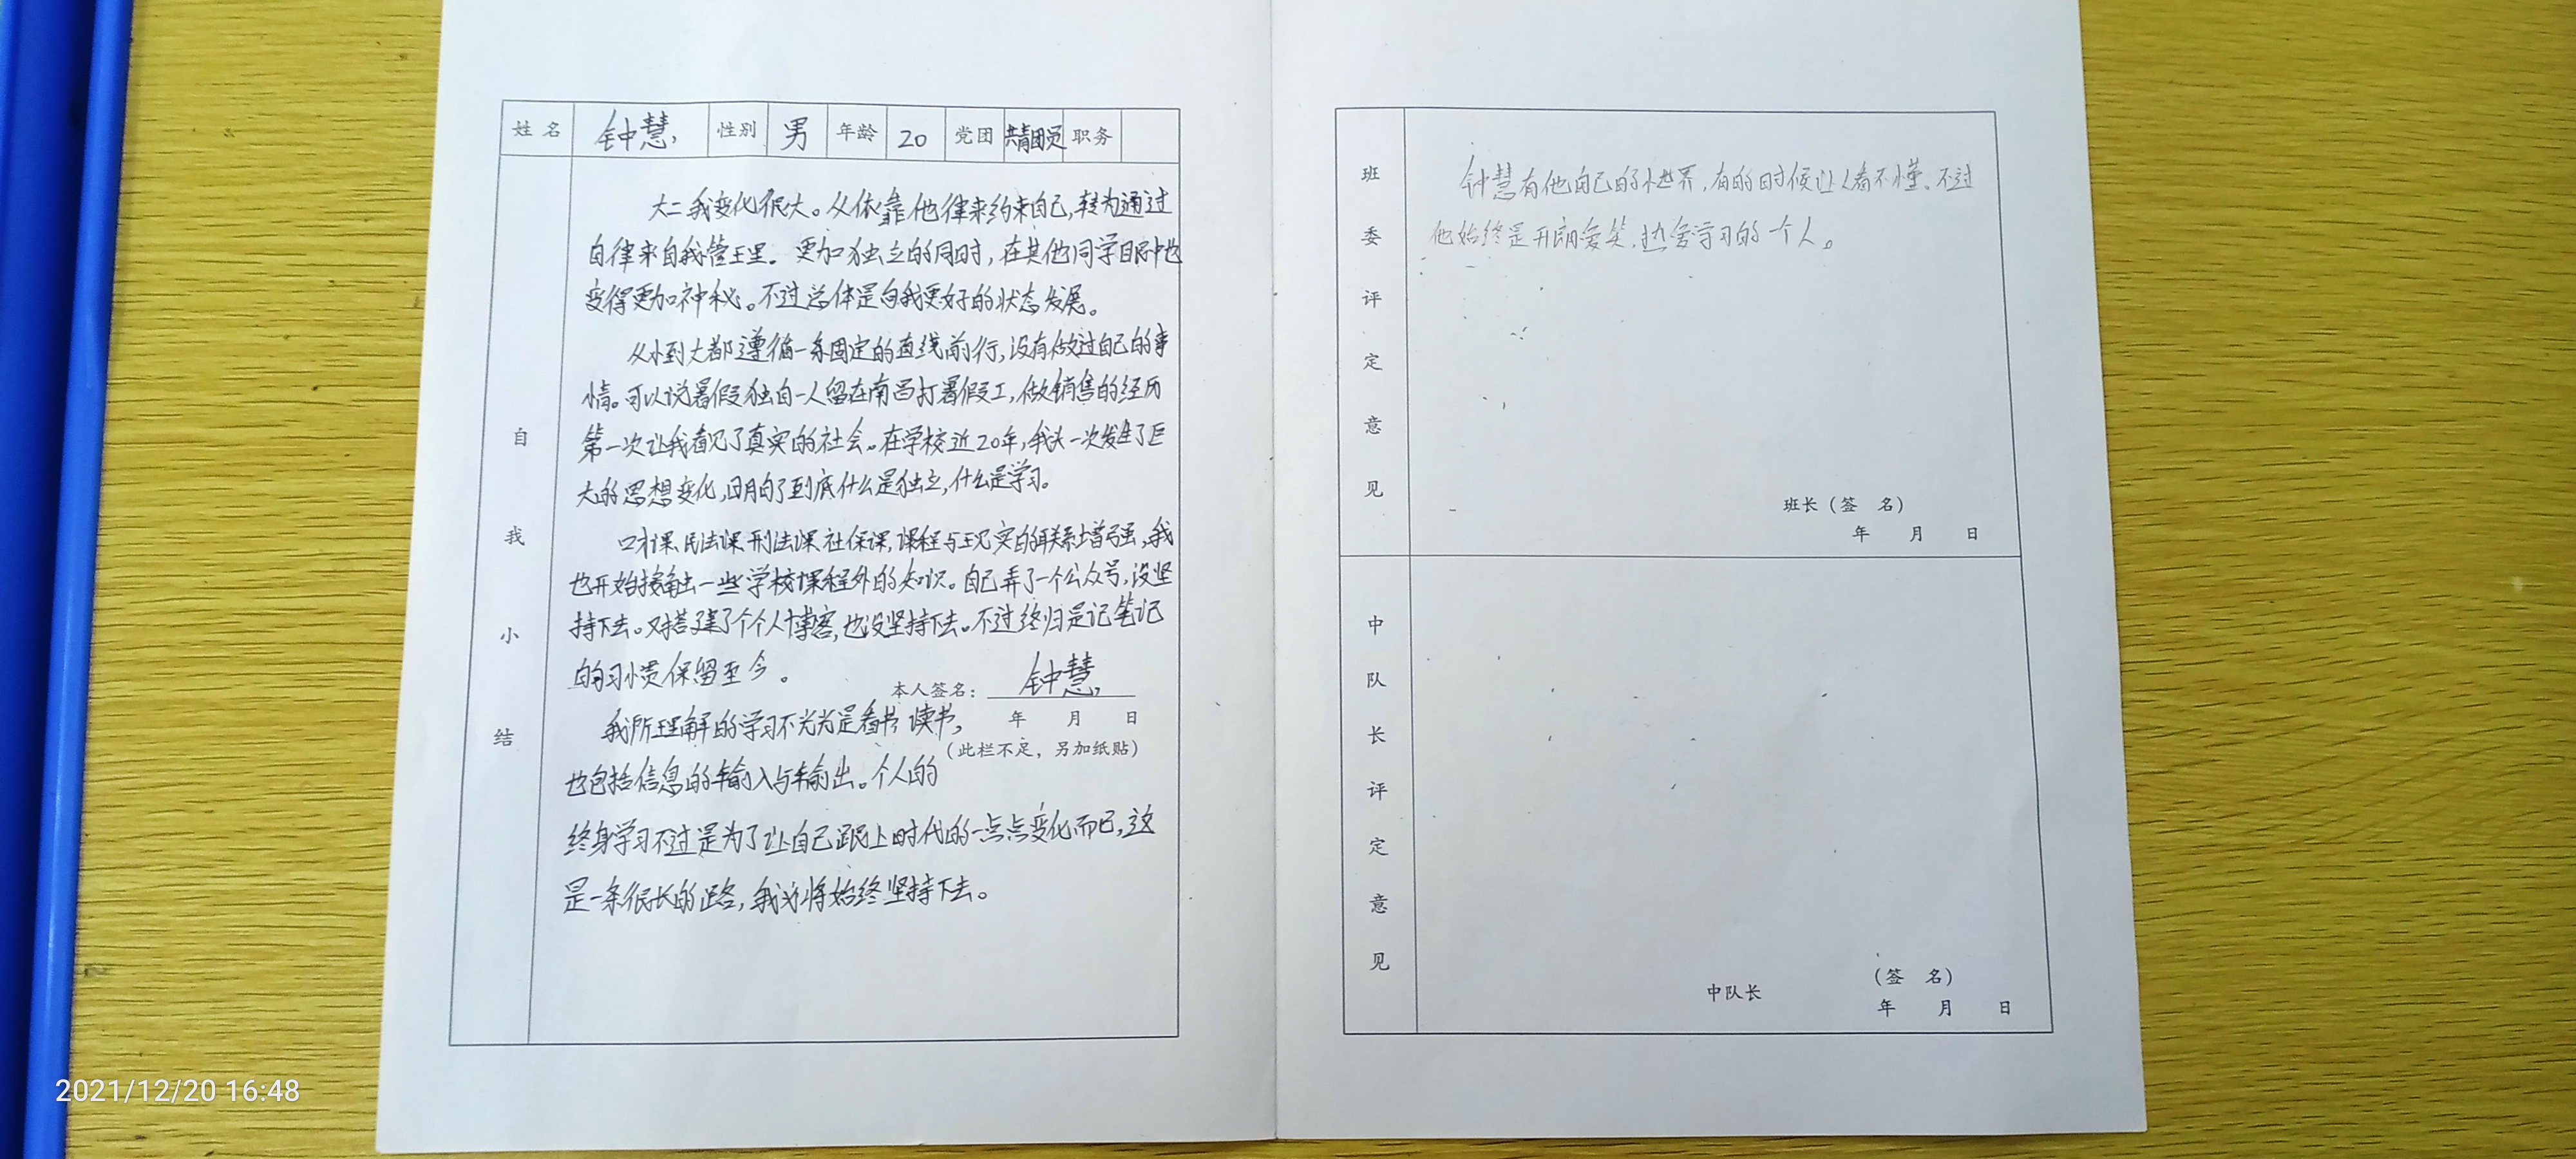 姓名 钟慧 性别 男 年龄 20 党团 共青团员 职务
自我小结
大二我变化很大。从依靠他律来约束自己,转为通过
自律来自我管理。更加独立的同时,在其他同学眼中也
变得更加神秘。不过总体是向我更好的状态发展。
从小到大都遵循一条固定的直线前行,没有做过自己的事
情。可以说暑假独自一人留在南昌打暑假工,做销售的经历
第一次让我看见了真实的社会。在学校近20年,我头一次发生了巨
大的思想变化,明白了到底什么是独立,什么是学习。
口才课、民法课、刑法课、社保课,课程与现实的联系增强,我
也开始接触一些学校课程外的知识。自己弄了一个公众号,没坚
持下去。又搭建了个个人博客,也没坚持下去。不过终归是记笔记
的习惯保留至今。
本人签名: 钟慧
年 月 日
(此栏不足,另加纸贴)
我所理解的学习不光光是看书、读书,
也包括信息的输入与输出。个人的
终身学习不过是为了让自己跟上时代的一点点变化而已,这
是一条很长的路,我必将始终坚持下去。
班委评定意见
钟慧有他自己的小世界,有的时候让人看不懂。不过
他始终是开朗爱笑,热爱学习的一个人。
班长(签 名)
年 月 日
中队长评定意见
中队长 (签 名)
年 月 日
2021/12/20 16:48